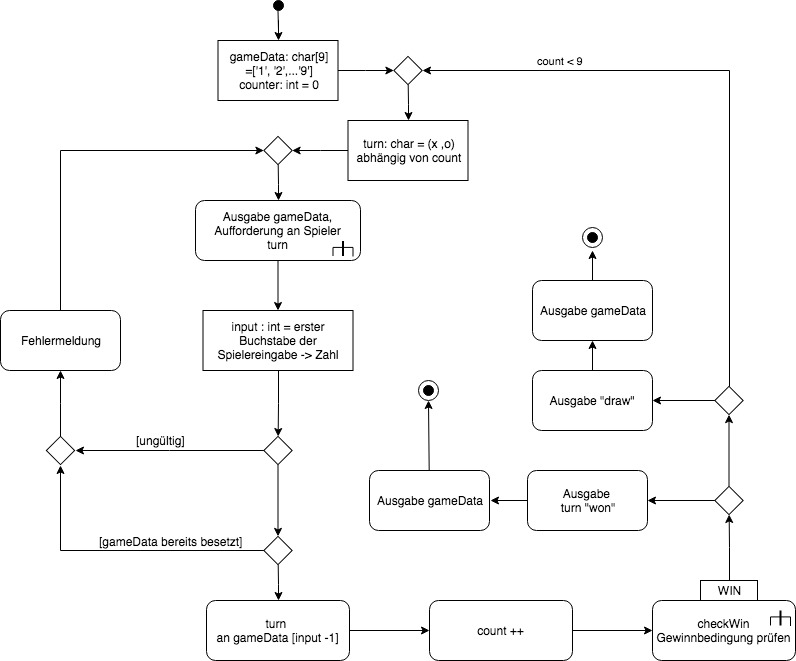 gameData: char[9]
=['1', '2',...'9']
counter: int = 0
count < 9
turn: char = (x ,o)
abhängig von count
Ausgabe gameData,
Aufforderung an Spieler
turn
input : int = erster
Buchstabe der
Spielereingabe -> Zahl
Fehlermeldung
[ungültig]
[gameData bereits besetzt]
turn
an gameData [input -1]
count ++
WIN
checkWin
Gewinnbedingung prüfen
Ausgabe
turn "won"
Ausgabe gameData
Ausgabe "draw"
Ausgabe gameData